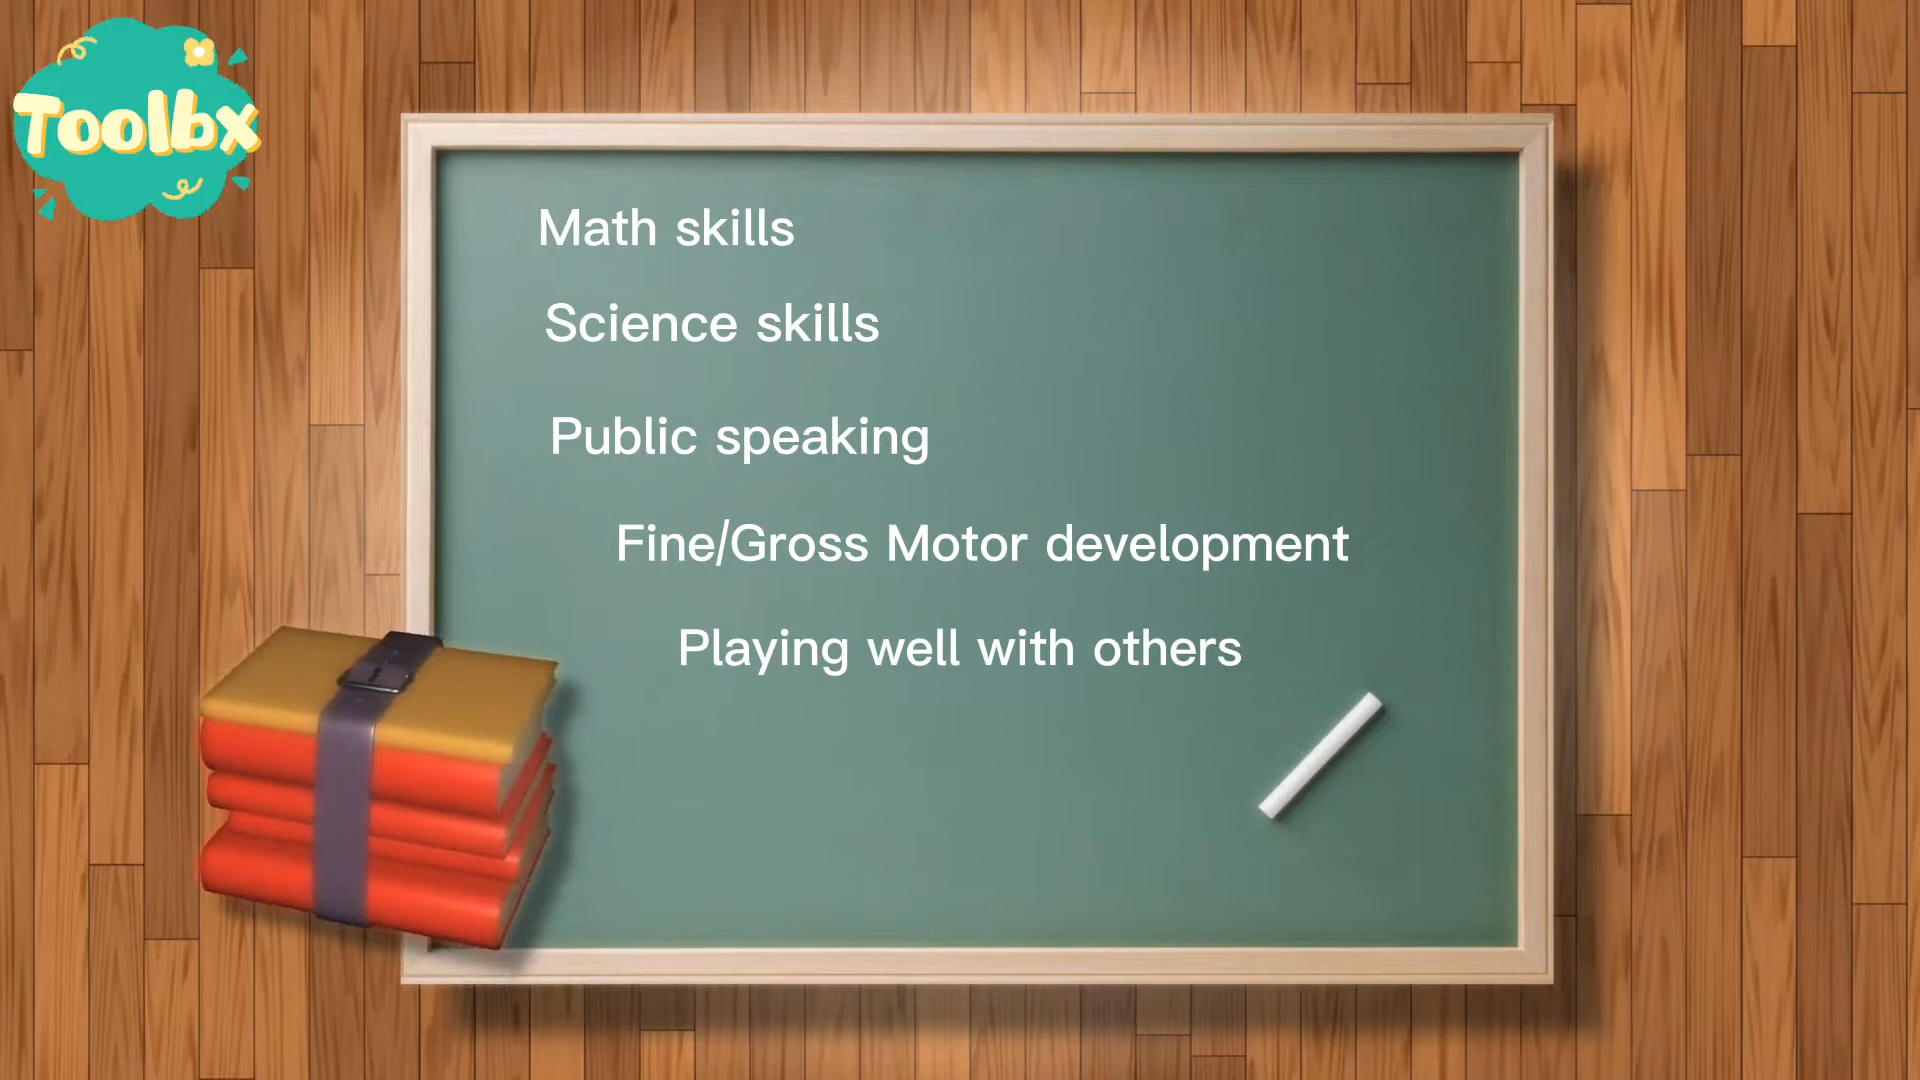 Toolbx
Math skills
Science skills
Public speaking
Fine/Gross Motor development
Playing well with others